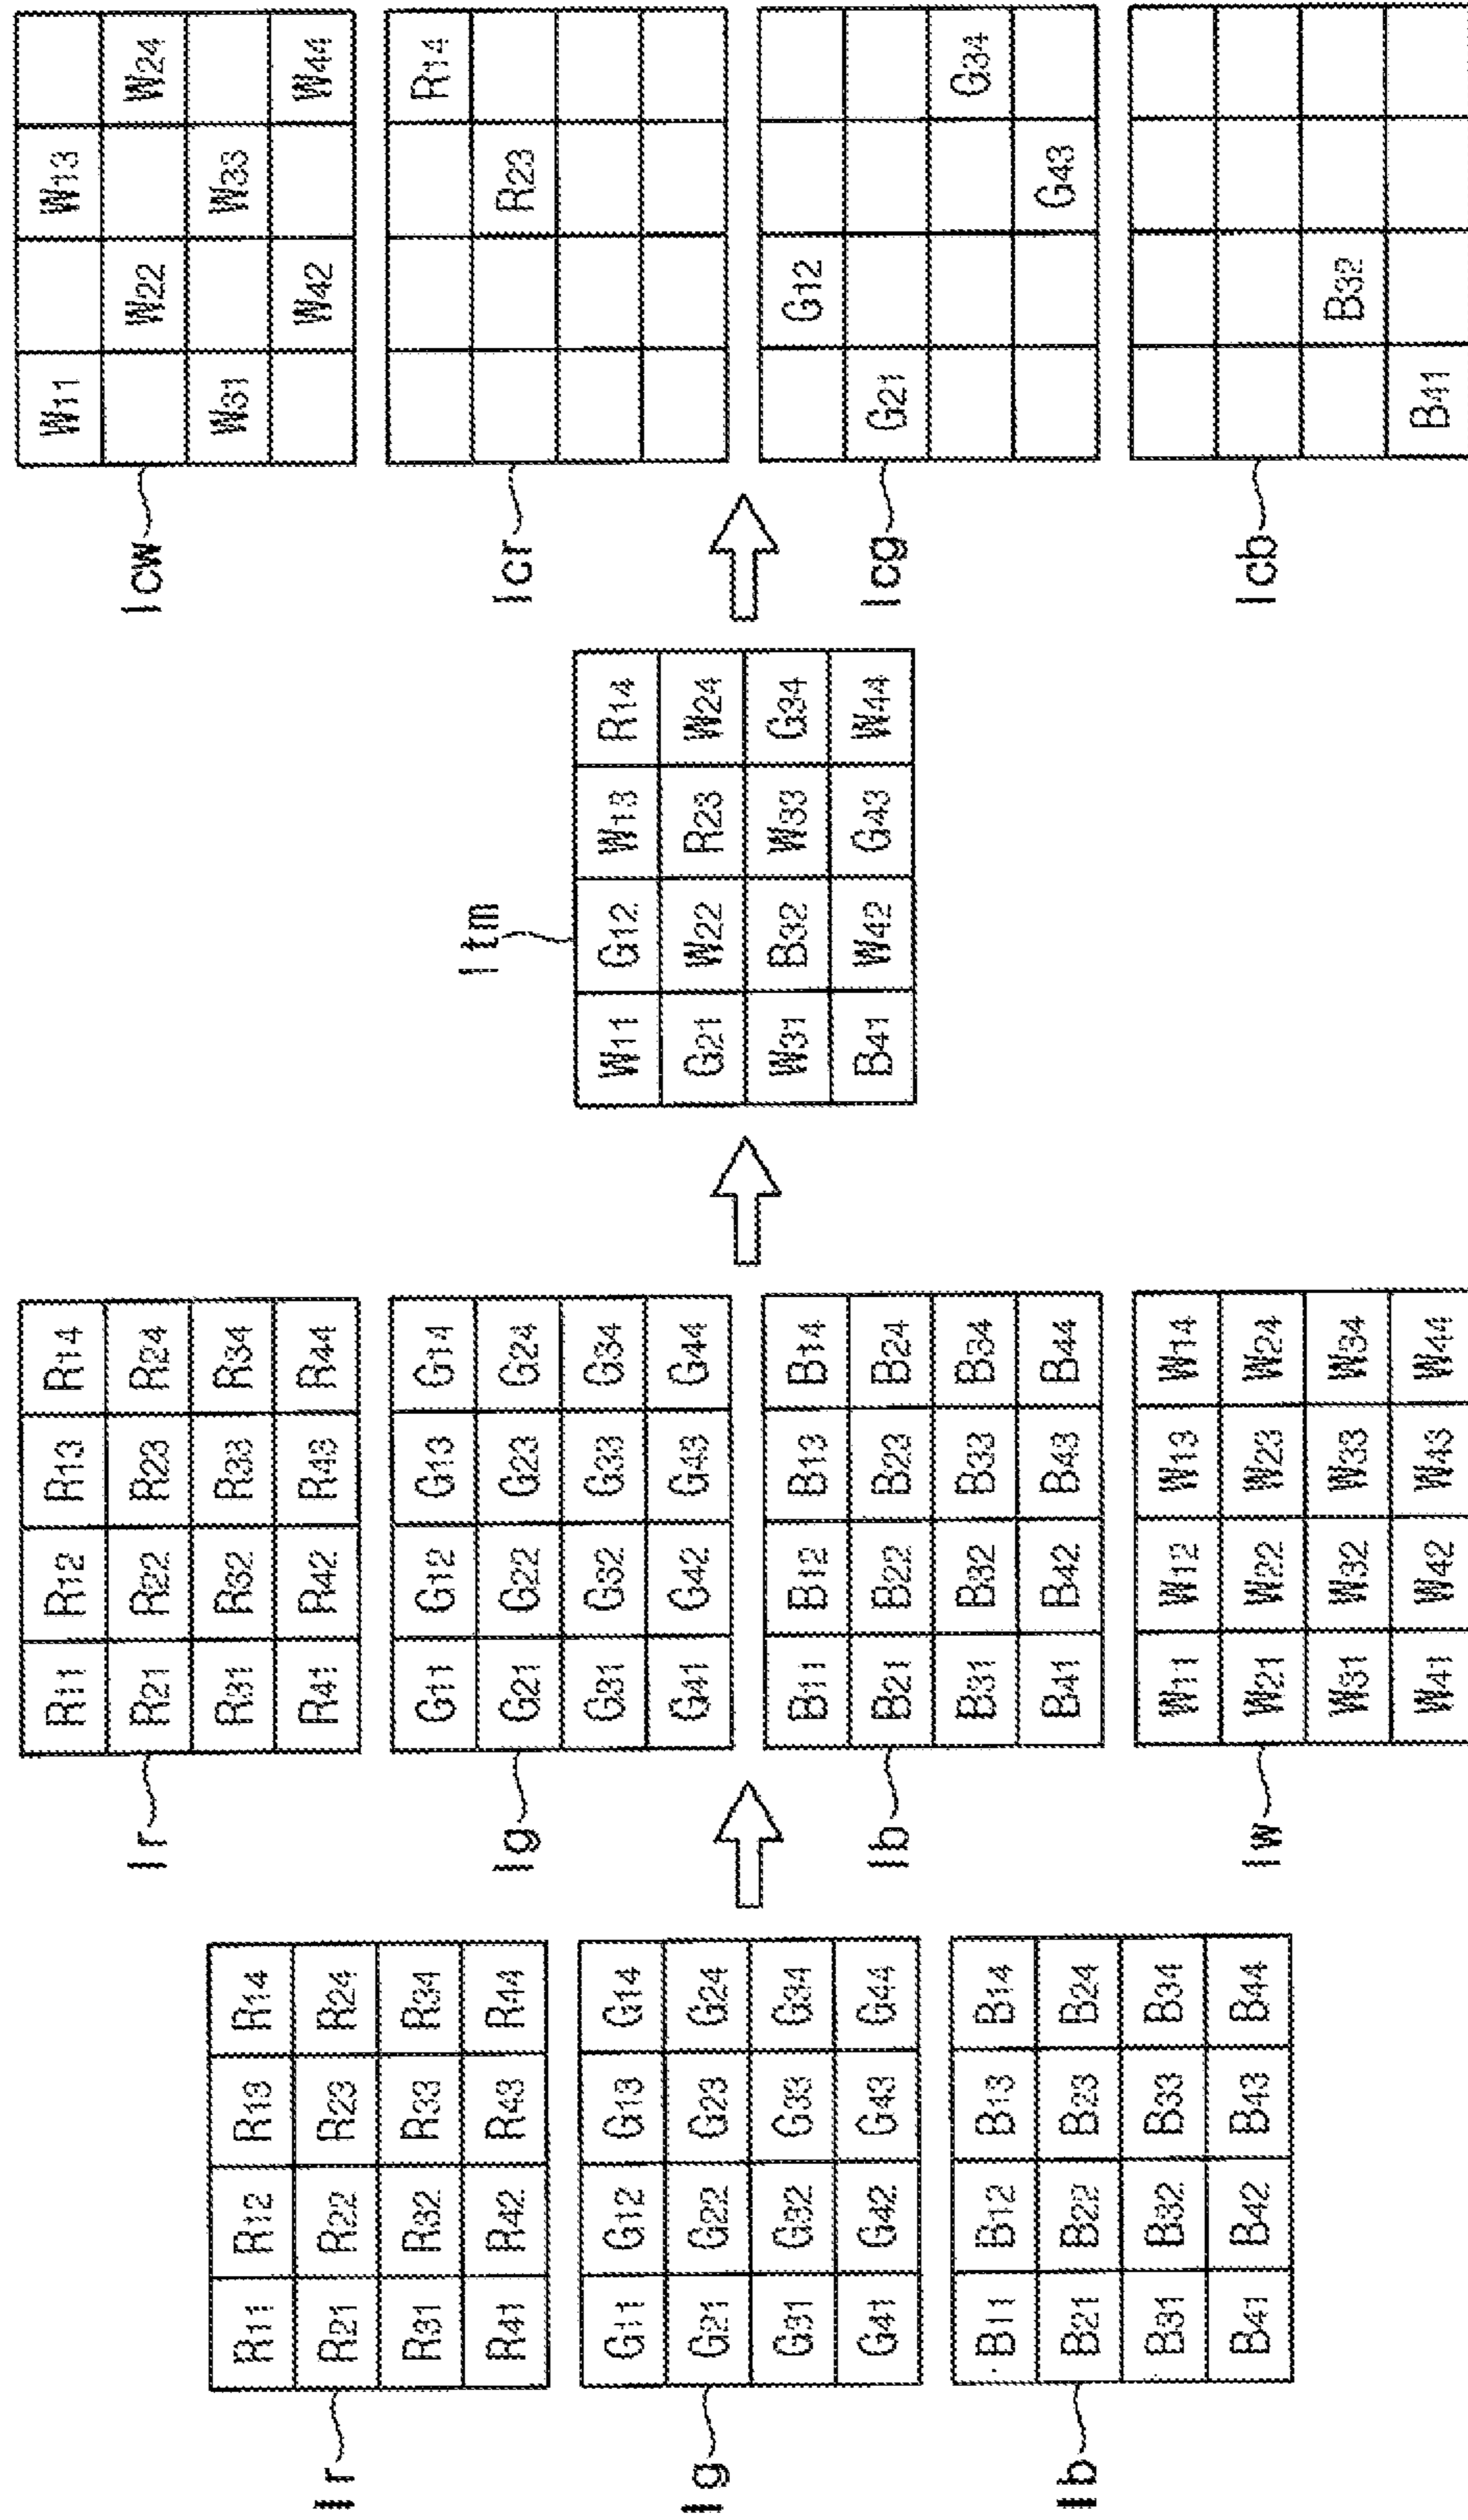 Ir
R11 R12 R13 R14
R21 R22 R23 R24
R31 R32 R33 R34
R41 R42 R43 R44
Ig
G11 G12 G13 G14
G21 G22 G23 G24
G31 G32 G33 G34
G41 G42 G43 G44
Ib
B11 B12 B13 B14
B21 B22 B23 B24
B31 B32 B33 B34
B41 B42 B43 B44
Ir
R11 R12 R13 R14
R21 R22 R23 R24
R31 R32 R33 R34
R41 R42 R43 R44
Ig
G11 G12 G13 G14
G21 G22 G23 G24
G31 G32 G33 G34
G41 G42 G43 G44
Ib
B11 B12 B13 B14
B21 B22 B23 B24
B31 B32 B33 B34
B41 B42 B43 B44
Iw
W11 W12 W13 W14
W21 W22 W23 W24
W31 W32 W33 W34
W41 W42 W43 W44
Itm
W11 G12 W13 R14
G21 W22 R23 W24
W31 B32 W33 G34
B41 W42 G43 W44
Icw
W11 W13
W22 W24
W31 W33
W42 W44
Icr
R14
R23
Icg
G12
G21
G34
G43
Icb
B32
B41